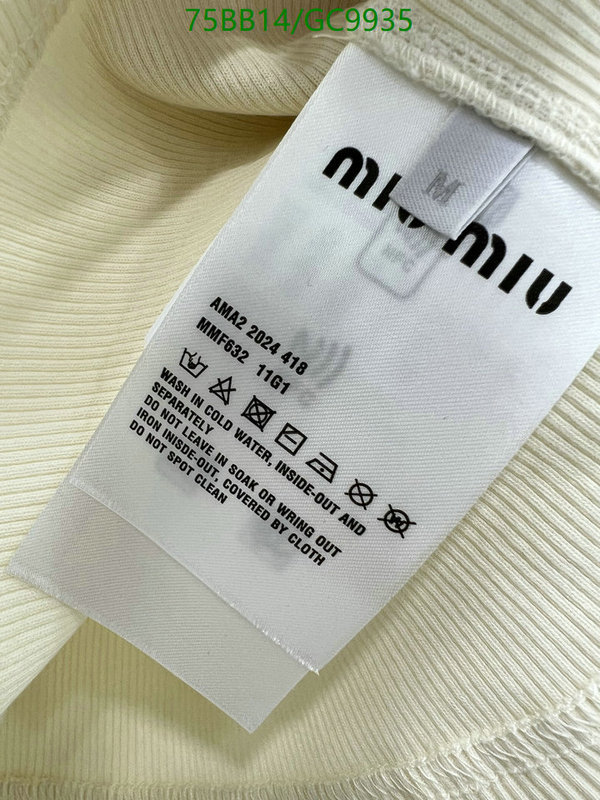 75BB14/GC9935
M
miu miu
AMA2 2024 418
MMF632 11G1
WASH IN COLD WATER, INSIDE-OUT AND
SEPARATELY
DO NOT LEAVE IN SOAK OR WRING OUT
IRON INISDE-OUT, COVERED BY CLOTH
DO NOT SPOT CLEAN